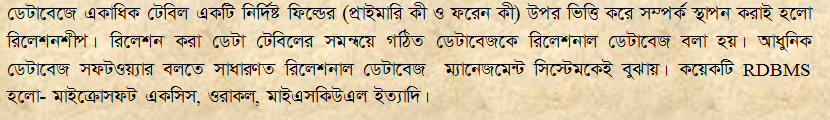 ডেটাবেজে একাধিক টেবিল একটি নির্দিষ্ট ফিল্ডের (প্রাইমারি কী ও ফরেন কী) উপর ভিত্তি করে সম্পর্ক স্থাপন করাই হলো
রিলেশনশীপ। রিলেশন করা ডেটা টেবিলের সমন্বয়ে গঠিত ডেটাবেজকে রিলেশনাল ডেটাবেজ বলা হয়। আধুনিক
ডেটাবেজ সফটওয়্যার বলতে সাধারণত রিলেশনাল ডেটাবেজ ম্যানেজমেন্ট সিস্টেমকেই বুঝায়। কয়েকটি RDBMS
হলো- মাইক্রোসফট একসিস, ওরাকল, মাইএসকিউএল ইত্যাদি।